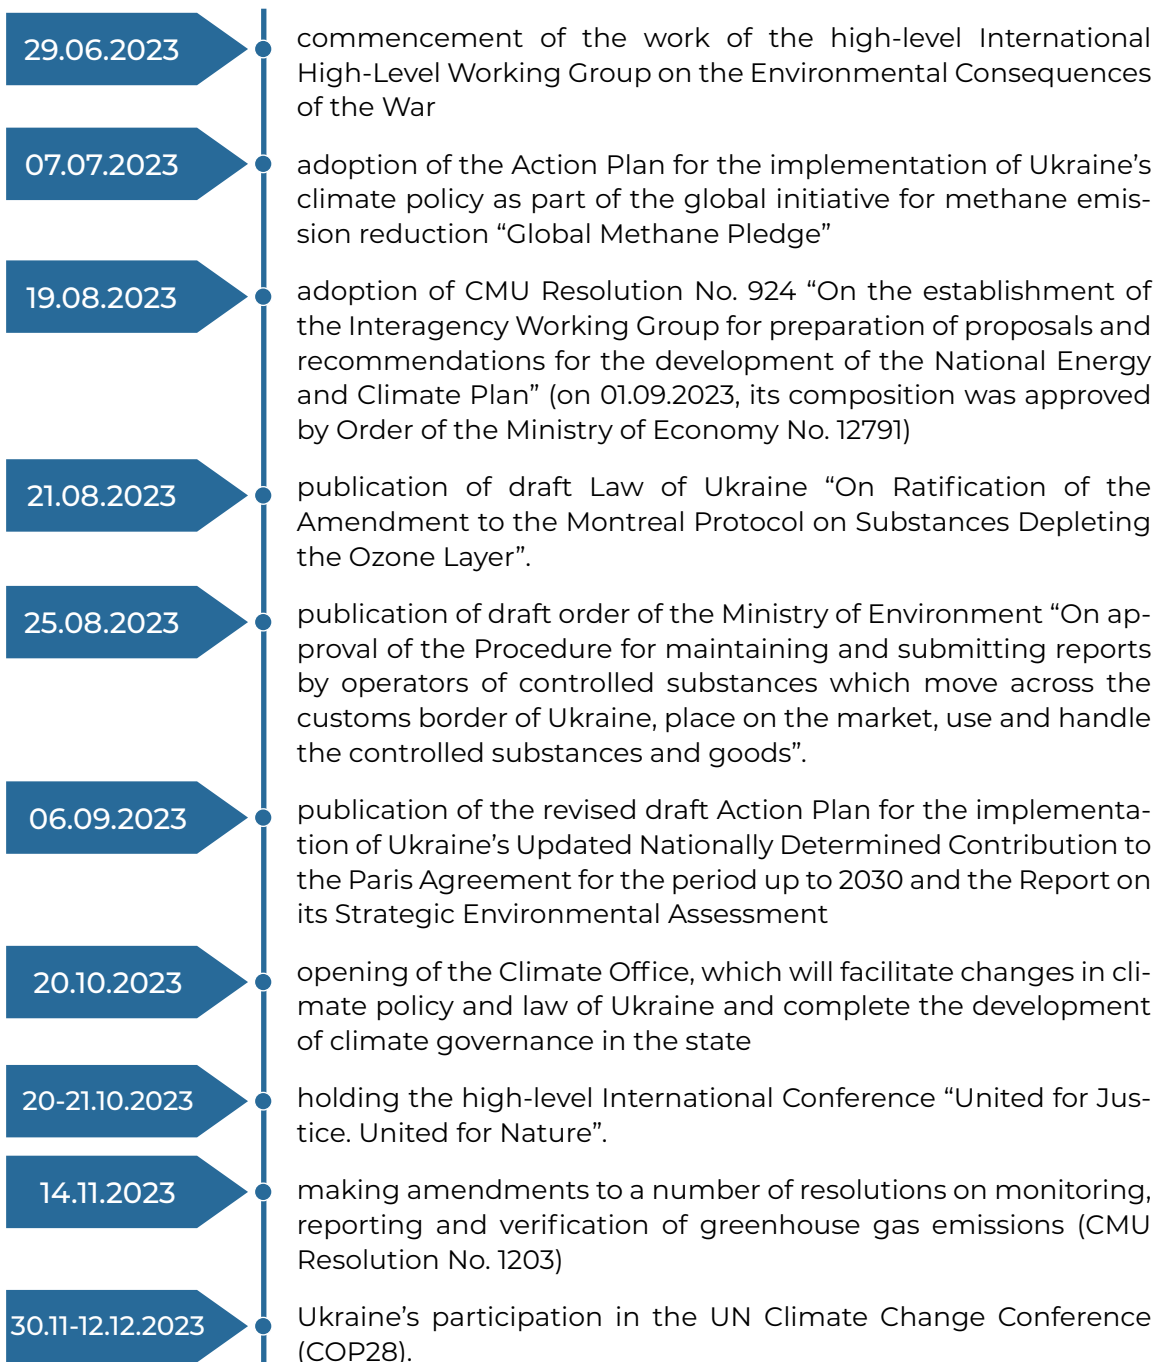 29.06.2023
commencement of the work of the high-level International
High-Level Working Group on the Environmental Consequences
of the War
07.07.2023
adoption of the Action Plan for the implementation of Ukraine’s
climate policy as part of the global initiative for methane emis-
sion reduction “Global Methane Pledge”
19.08.2023
adoption of CMU Resolution No. 924 “On the establishment of
the Interagency Working Group for preparation of proposals and
recommendations for the development of the National Energy
and Climate Plan” (on 01.09.2023, its composition was approved
by Order of the Ministry of Economy No. 12791)
21.08.2023
publication of draft Law of Ukraine “On Ratification of the
Amendment to the Montreal Protocol on Substances Depleting
the Ozone Layer”.
25.08.2023
publication of draft order of the Ministry of Environment “On ap-
proval of the Procedure for maintaining and submitting reports
by operators of controlled substances which move across the
customs border of Ukraine, place on the market, use and handle
the controlled substances and goods”.
06.09.2023
publication of the revised draft Action Plan for the implementa-
tion of Ukraine’s Updated Nationally Determined Contribution to
the Paris Agreement for the period up to 2030 and the Report on
its Strategic Environmental Assessment
20.10.2023
opening of the Climate Office, which will facilitate changes in cli-
mate policy and law of Ukraine and complete the development
of climate governance in the state
20-21.10.2023
holding the high-level International Conference “United for Jus-
tice. United for Nature”.
14.11.2023
making amendments to a number of resolutions on monitoring,
reporting and verification of greenhouse gas emissions (CMU
Resolution No. 1203)
30.11-12.12.2023
Ukraine’s participation in the UN Climate Change Conference
(COP28).